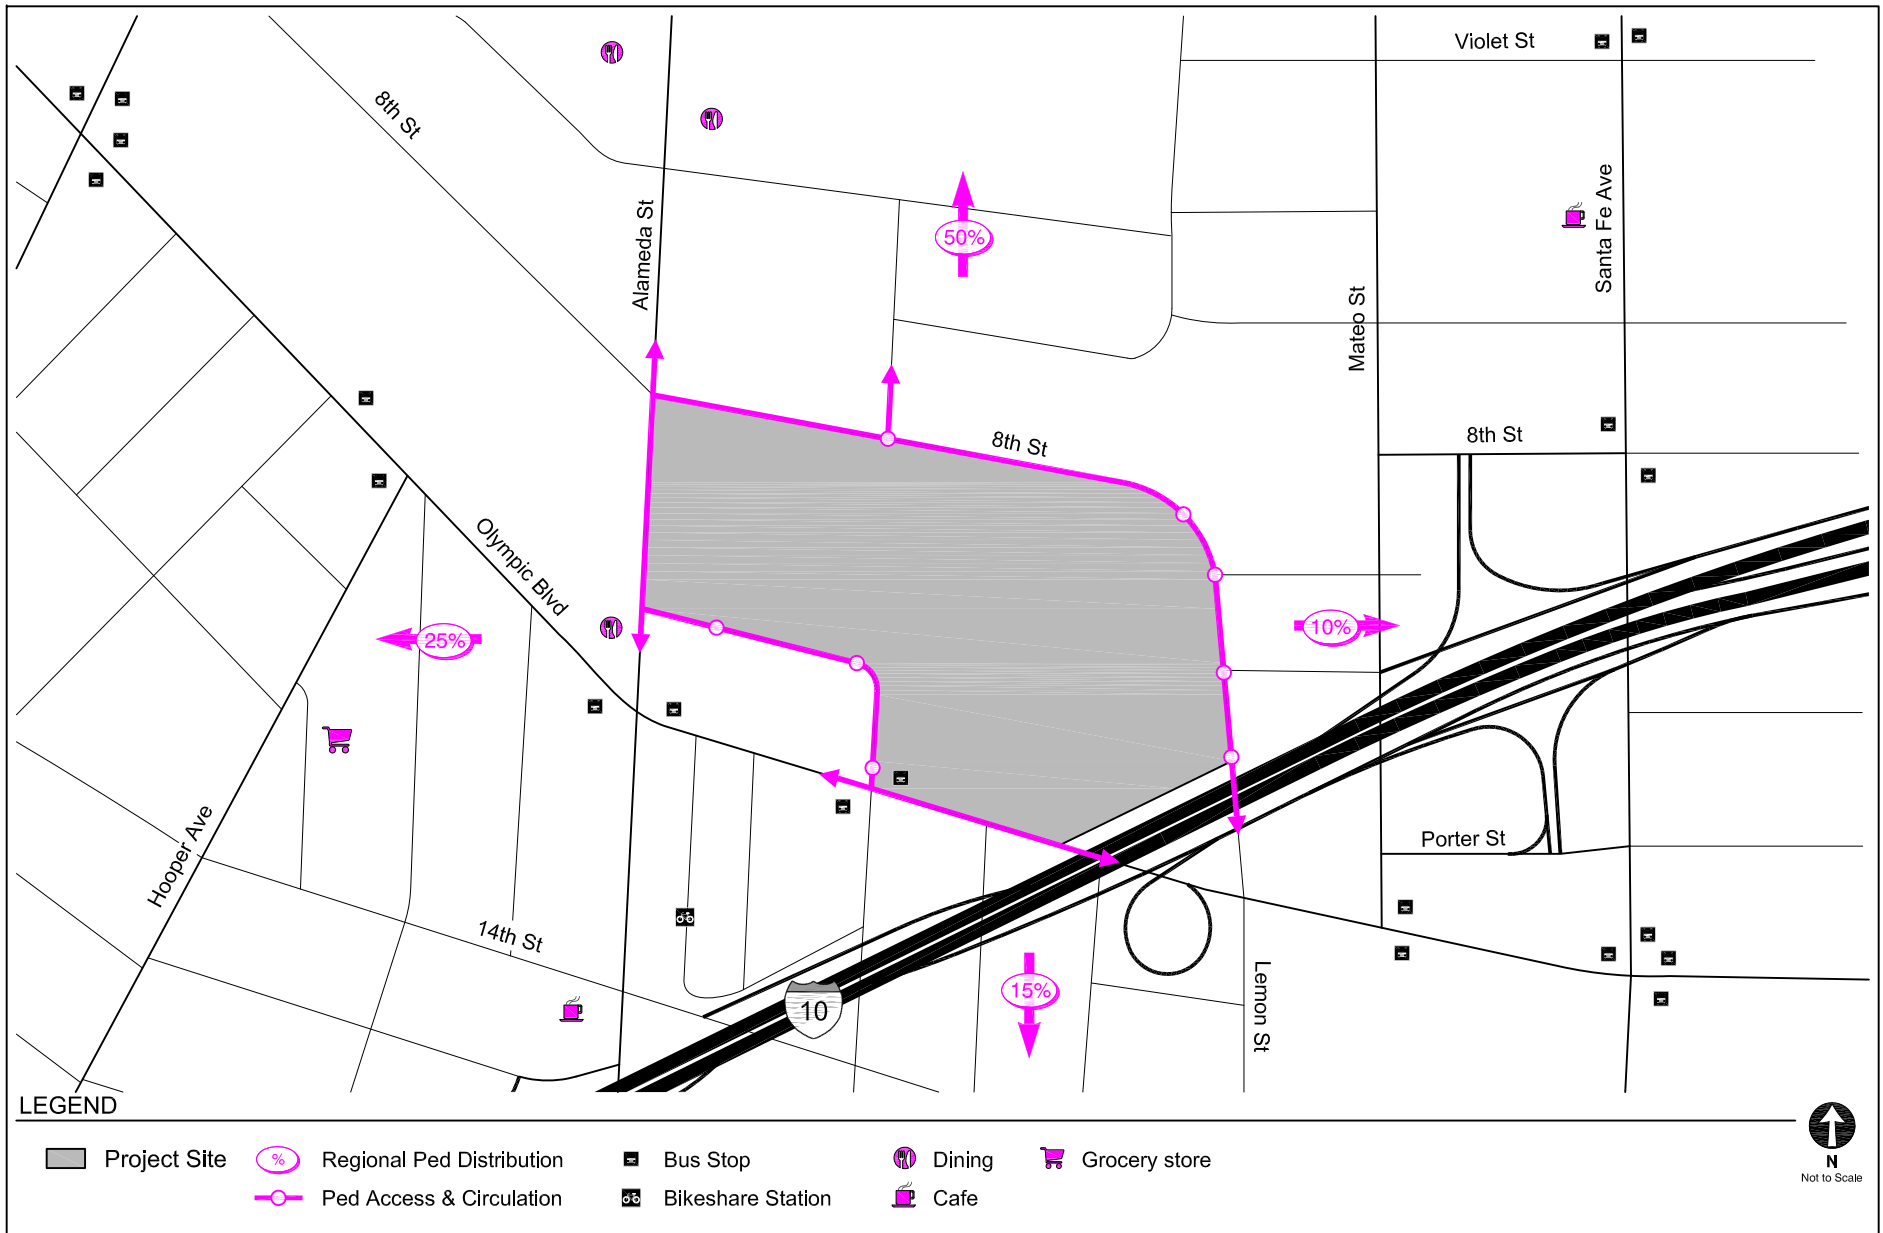 Violet St
8th St
Alameda St
Santa Fe Ave
50%
Mateo St
8th St
8th St
Olympic Blvd
25%
10%
Hooper Ave
Porter St
14th St
Lemon St
15%
10
LEGEND
Project Site
% Regional Ped Distribution
Bus Stop
Dining
Grocery store
Ped Access & Circulation
Bikeshare Station
Cafe
N
Not to Scale